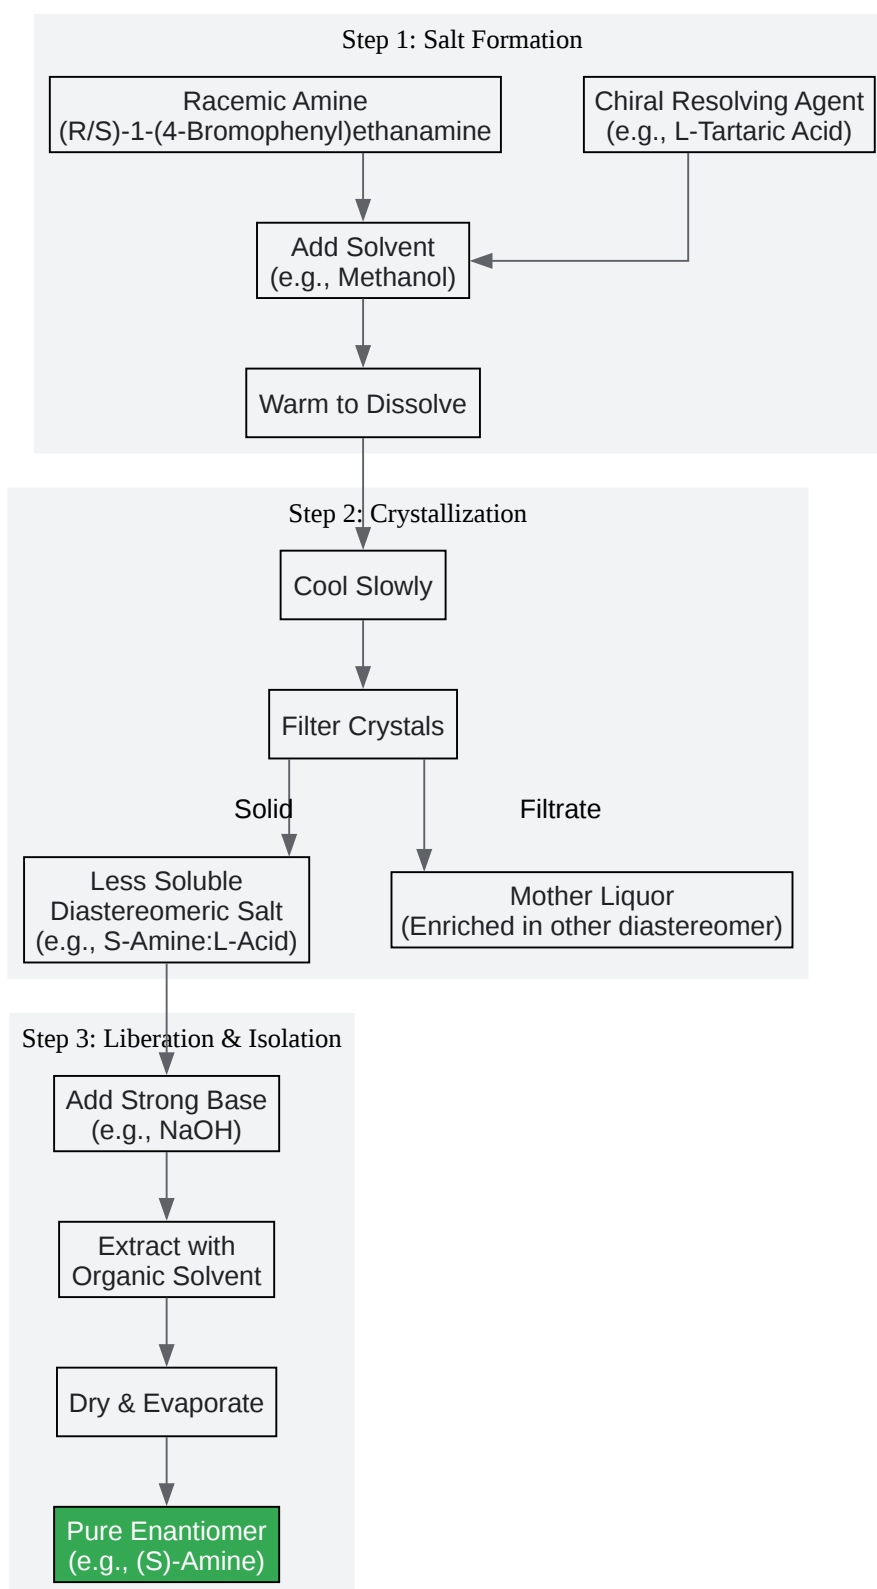 Step 1: Salt Formation
Racemic Amine
(R/S)-1-(4-Bromophenyl)ethanamine
Chiral Resolving Agent
(e.g., L-Tartaric Acid)
Add Solvent
(e.g., Methanol)
Warm to Dissolve
Step 2: Crystallization
Cool Slowly
Filter Crystals
Solid
Filtrate
Less Soluble
Diastereomeric Salt
(e.g., S-Amine:L-Acid)
Mother Liquor
(Enriched in other diastereomer)
Step 3: Liberation & Isolation
Add Strong Base
(e.g., NaOH)
Extract with
Organic Solvent
Dry & Evaporate
Pure Enantiomer
(e.g., (S)-Amine)